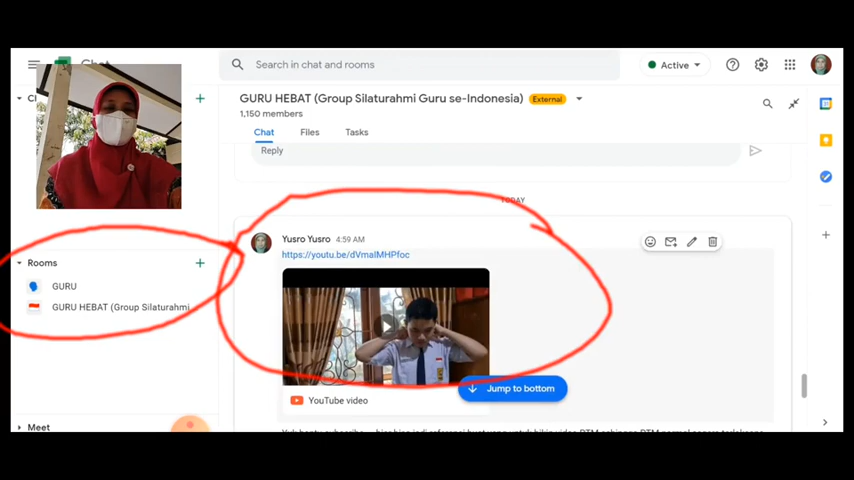 Chat
Search in chat and rooms
Active
GURU HEBAT (Group Silaturahmi Guru se-Indonesia)
External
1,150 members
Chat Files Tasks
Reply
TODAY
Yusro Yusro 4:59 AM
https://youtu.be/dVmaIMHPfoc
Rooms
GURU
GURU HEBAT (Group Silaturahmi
YouTube video
Jump to bottom
Meet